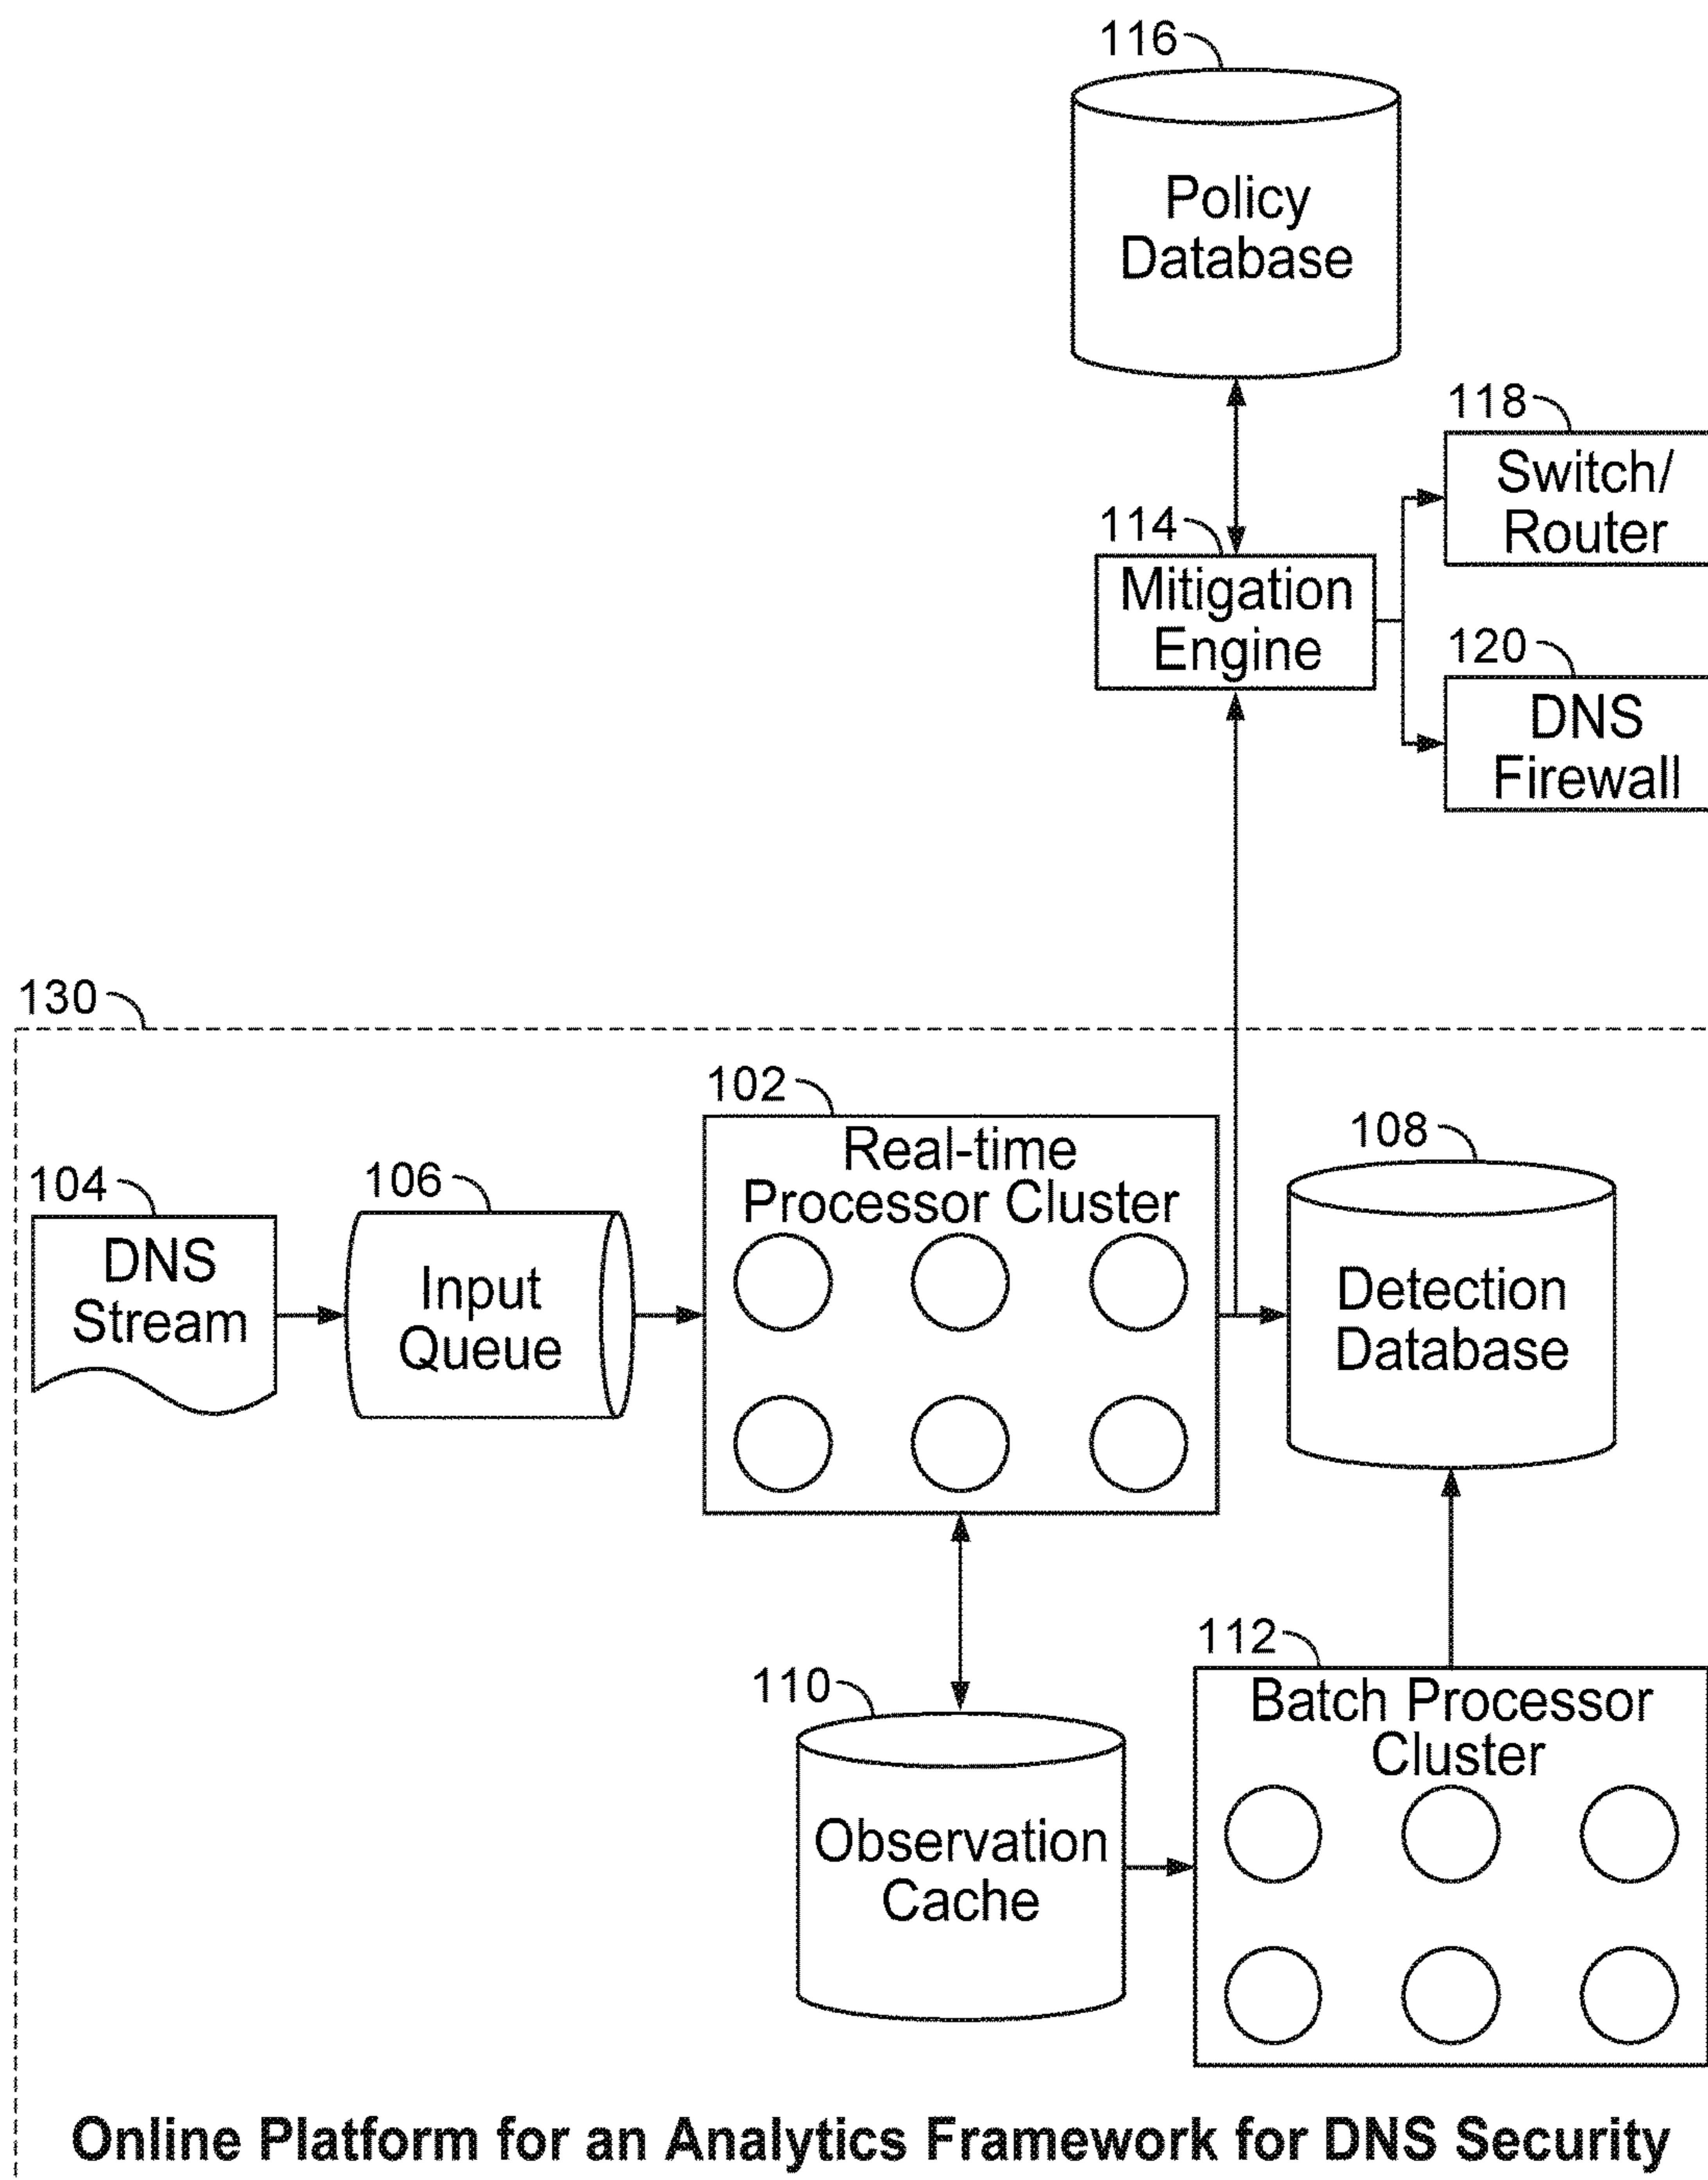 116
Policy
Database
118
Switch/
Router
114
Mitigation
Engine
120
DNS
Firewall
130
102
Real-time
Processor Cluster
108
Detection
Database
104
DNS
Stream
106
Input
Queue
112
Batch Processor
Cluster
110
Observation
Cache
Online Platform for an Analytics Framework for DNS Security